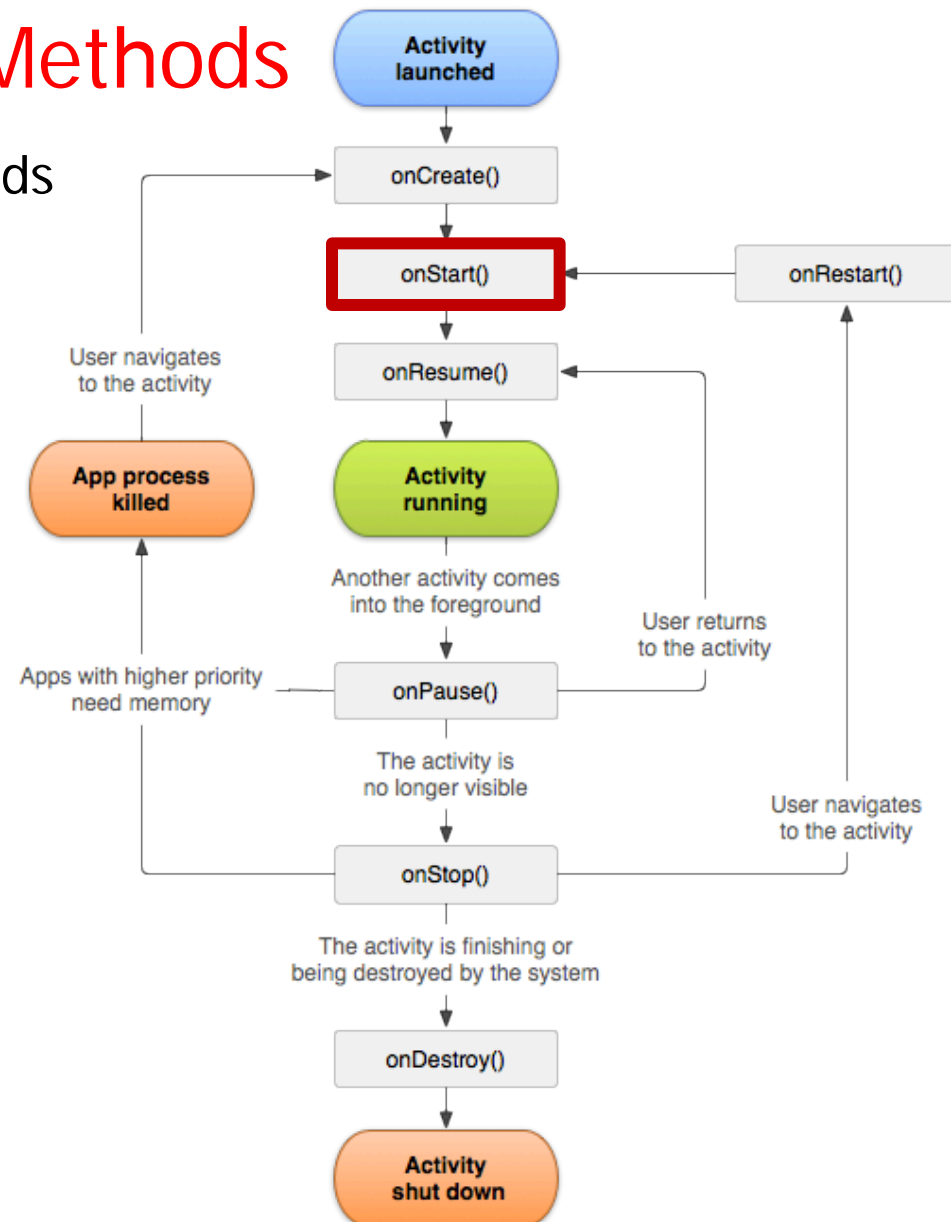 Methods
ds
Activity
launched
onCreate()
onStart()
onRestart()
User navigates
to the activity
onResume()
App process
killed
Activity
running
Another activity comes
into the foreground
User returns
to the activity
Apps with higher priority
need memory
onPause()
The activity is
no longer visible
User navigates
to the activity
onStop()
The activity is finishing or
being destroyed by the system
onDestroy()
Activity
shut down